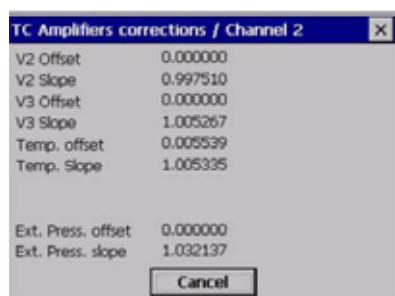 TC Amplifiers corrections / Channel 2
V2 Offset 0.000000
V2 Slope 0.997510
V3 Offset 0.000000
V3 Slope 1.005267
Temp. offset 0.005539
Temp. Slope 1.005335
Ext. Press. offset 0.000000
Ext. Press. slope 1.032137
Cancel